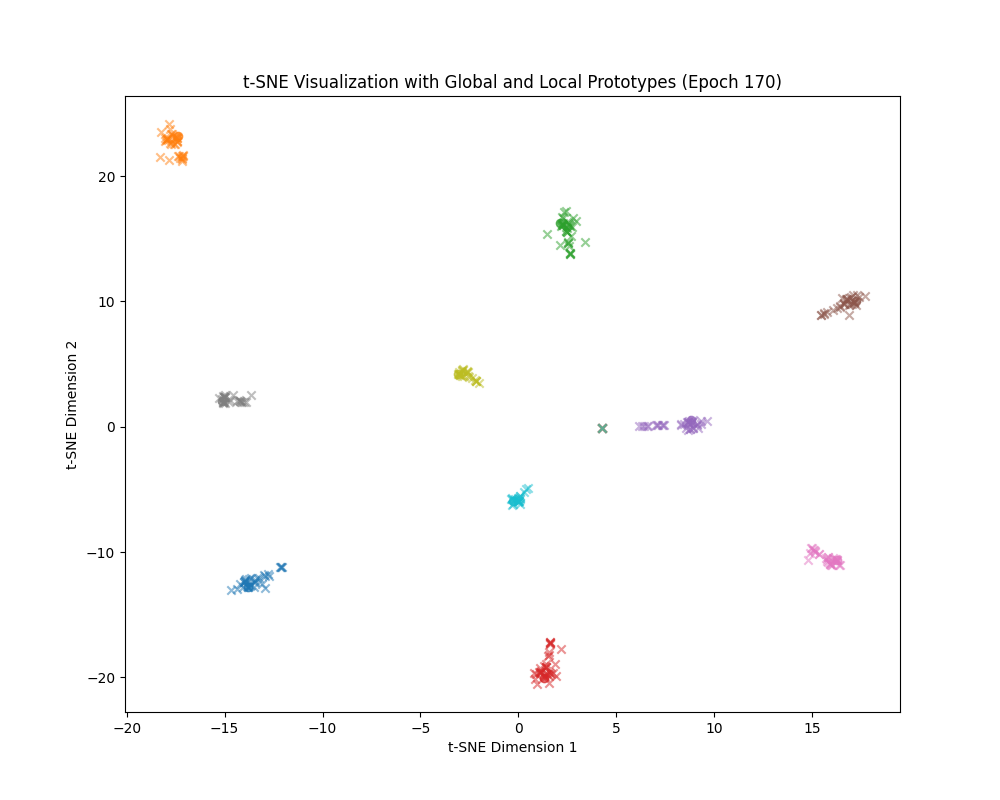 t-SNE Visualization with Global and Local Prototypes (Epoch 170)
20
10
0
−10
−20
t-SNE Dimension 2
−20 −15 −10 −5 0 5 10 15
t-SNE Dimension 1